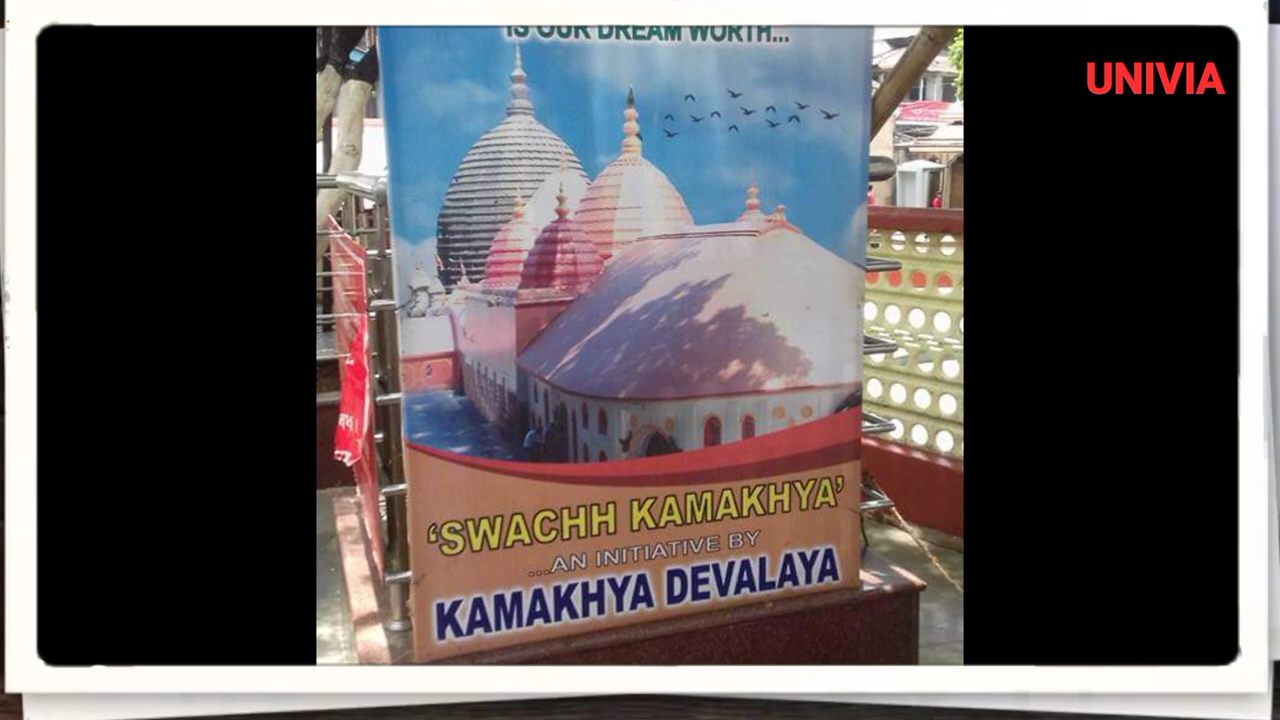 UNIVIA
IS OUR DREAM WORTH...
'SWACHH KAMAKHYA'
...AN INITIATIVE BY
KAMAKHYA DEVALAYA